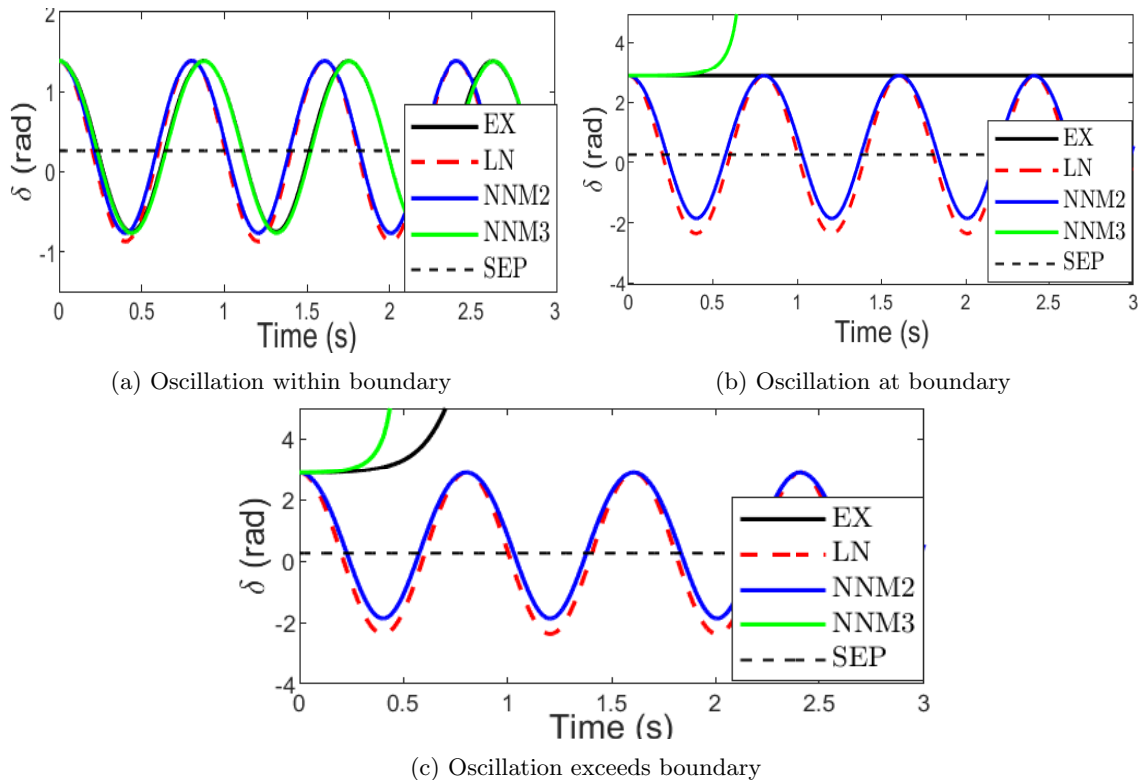 2
1
0
-1
δ (rad)
0
0.5
1
1.5
2
2.5
3
Time (s)
EX
LN
NNM2
NNM3
SEP
(a) Oscillation within boundary
4
2
0
-2
-4
δ (rad)
0
0.5
1
1.5
2
2.5
3
Time (s)
EX
LN
NNM2
NNM3
SEP
(b) Oscillation at boundary
4
2
0
-2
-4
δ (rad)
0
0.5
1
1.5
2
2.5
3
Time (s)
EX
LN
NNM2
NNM3
SEP
(c) Oscillation exceeds boundary